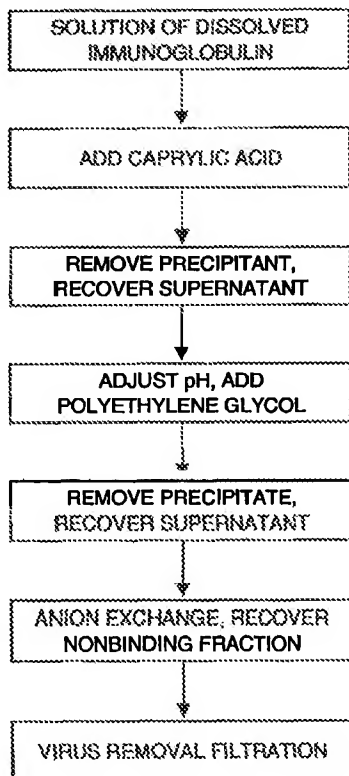 SOLUTION OF DISSOLVED
IMMUNOGLOBULIN
ADD CAPRYLIC ACID
REMOVE PRECIPITANT,
RECOVER SUPERNATANT
ADJUST pH, ADD
POLYETHYLENE GLYCOL
REMOVE PRECIPITATE,
RECOVER SUPERNATANT
ANION EXCHANGE, RECOVER
NONBINDING FRACTION
VIRUS REMOVAL FILTRATION